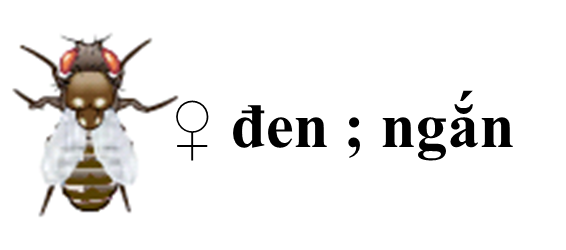 ♀ đen ; ngắn